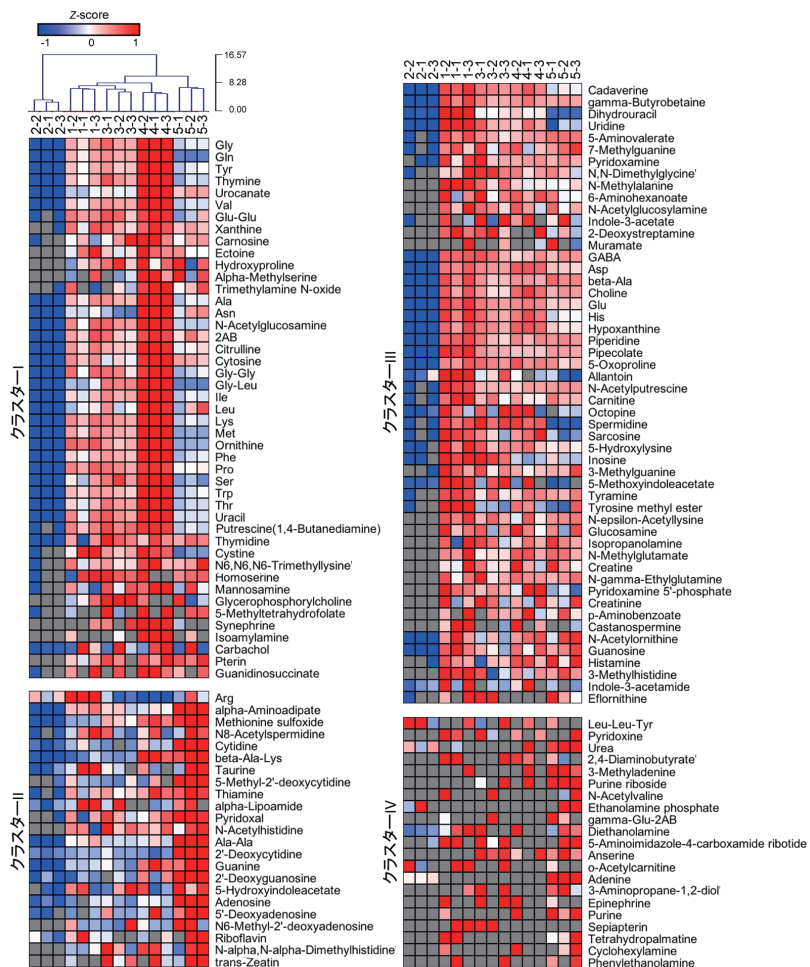 Z-score
-1 0 1
16.57
8.28
0.00
2-2 2-1 2-3 1-2 1-1 1-3 3-1 3-2 3-3 4-2 4-1 4-3 5-1 5-2 5-3
クラスターI
Gly
Gln
Tyr
Thymine
Urocanate
Val
Glu-Glu
Xanthine
Carnosine
Ectoine
Hydroxyproline
Alpha-Methylserine
Trimethylamine N-oxide
Ala
Asn
N-Acetylglucosamine
2AB
Citrulline
Cytosine
Gly-Gly
Gly-Leu
Ile
Leu
Lys
Met
Ornithine
Phe
Pro
Ser
Trp
Thr
Uracil
Putrescine(1,4-Butanediamine)
Thymidine
Cystine
N6,N6,N6-Trimethyllysine'
Homoserine
Mannosamine
Glycerophosphorylcholine
5-Methyltetrahydrofolate
Synephrine
Isoamylamine
Carbachol
Pterin
Guanidinosuccinate
クラスターII
Arg
alpha-Aminoadipate
Methionine sulfoxide
N8-Acetylspermidine
Cytidine
beta-Ala-Lys
Taurine
5-Methyl-2'-deoxycytidine
Thiamine
alpha-Lipoamide
Pyridoxal
N-Acetylhistidine
Ala-Ala
2'-Deoxycytidine
Guanine
2'-Deoxyguanosine
5-Hydroxyindoleacetate
Adenosine
5'-Deoxyadenosine
N6-Methyl-2'-deoxyadenosine
Riboflavin
N-alpha,N-alpha-Dimethylhistidine'
trans-Zeatin
2-2 2-1 2-3 1-2 1-1 1-3 3-1 3-2 3-3 4-2 4-1 4-3 5-1 5-2 5-3
クラスターIII
Cadaverine
gamma-Butyrobetaine
Dihydrouracil
Uridine
5-Aminovalerate
7-Methylguanine
Pyridoxamine
N,N-Dimethylglycine'
N-Methylalanine
6-Aminohexanoate
N-Acetylglucosylamine
Indole-3-acetate
2-Deoxystreptamine
Muramate
GABA
Asp
beta-Ala
Choline
Glu
His
Hypoxanthine
Piperidine
Pipecolate
5-Oxoproline
Allantoin
N-Acetylputrescine
Carnitine
Octopine
Spermidine
Sarcosine
5-Hydroxylysine
Inosine
3-Methylguanine
5-Methoxyindoleacetate
Tyramine
Tyrosine methyl ester
N-epsilon-Acetyllysine
Glucosamine
Isopropanolamine
N-Methylglutamate
Creatine
N-gamma-Ethylglutamine
Pyridoxamine 5'-phosphate
Creatinine
p-Aminobenzoate
Castanospermine
N-Acetylornithine
Guanosine
Histamine
3-Methylhistidine
Indole-3-acetamide
Eflornithine
クラスターIV
Leu-Leu-Tyr
Pyridoxine
Urea
2,4-Diaminobutyrate'
3-Methyladenine
Purine riboside
N-Acetylvaline
Ethanolamine phosphate
gamma-Glu-2AB
Diethanolamine
5-Aminoimidazole-4-carboxamide ribotide
Anserine
o-Acetylcarnitine
Adenine
3-Aminopropane-1,2-diol'
Epinephrine
Purine
Sepiapterin
Tetrahydropalmatine
Cyclohexylamine
Phenylethanolamine